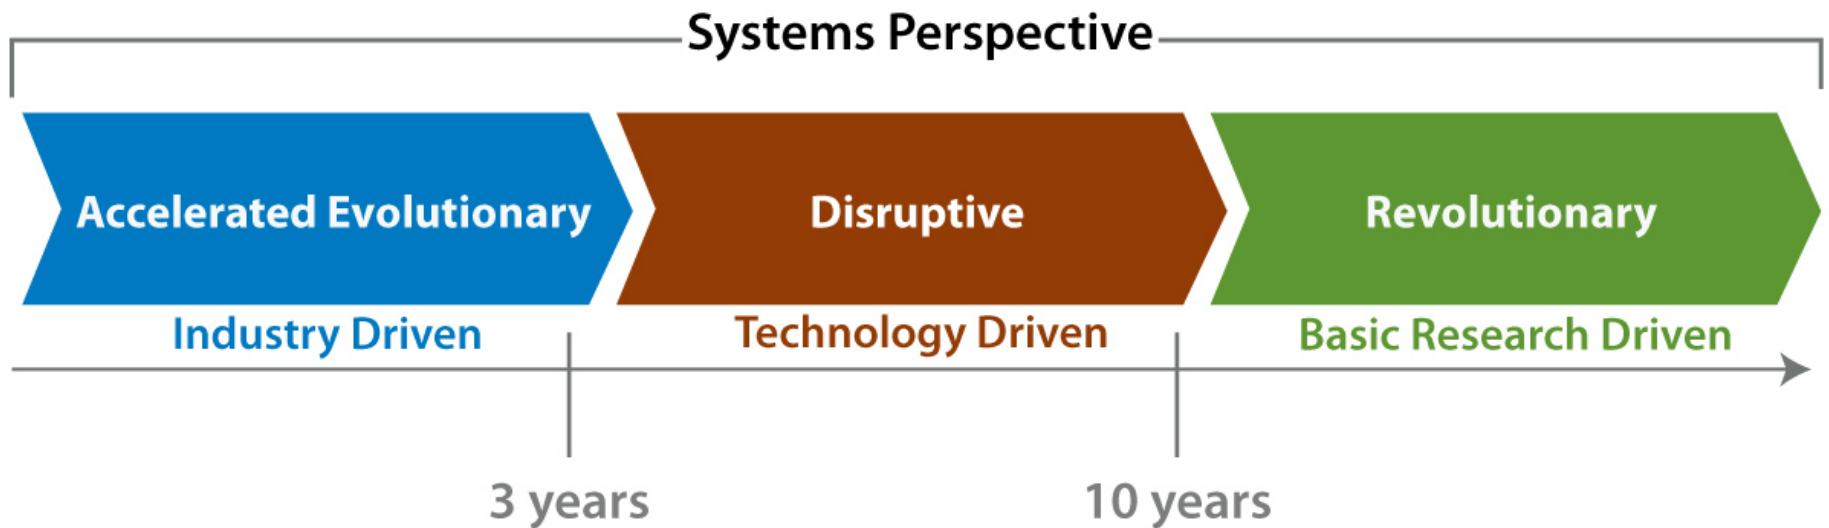 Systems Perspective
Accelerated Evolutionary
Disruptive
Revolutionary
Industry Driven
Technology Driven
Basic Research Driven
3 years
10 years